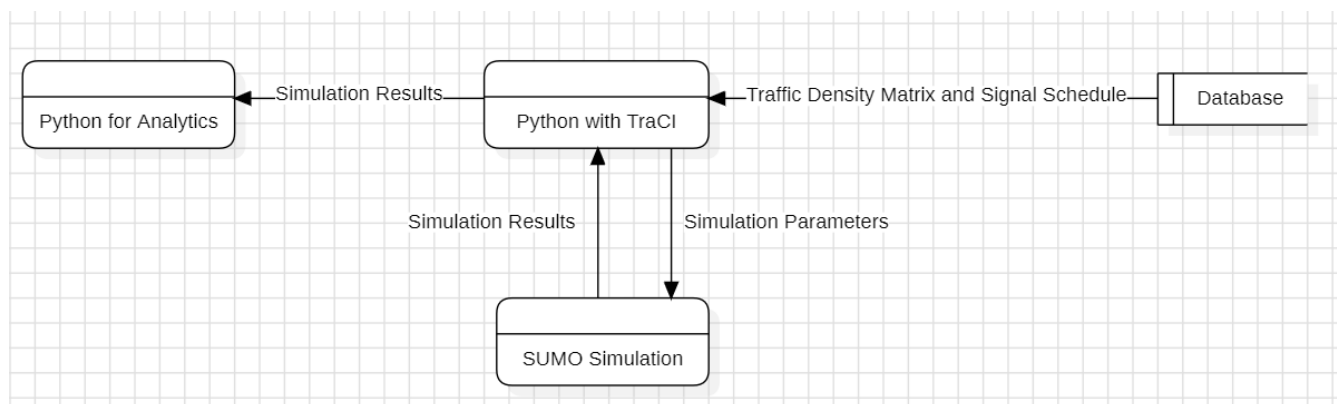 Simulation Results
Traffic Density Matrix and Signal Schedule
Database
Python for Analytics
Python with TraCI
Simulation Results
Simulation Parameters
SUMO Simulation